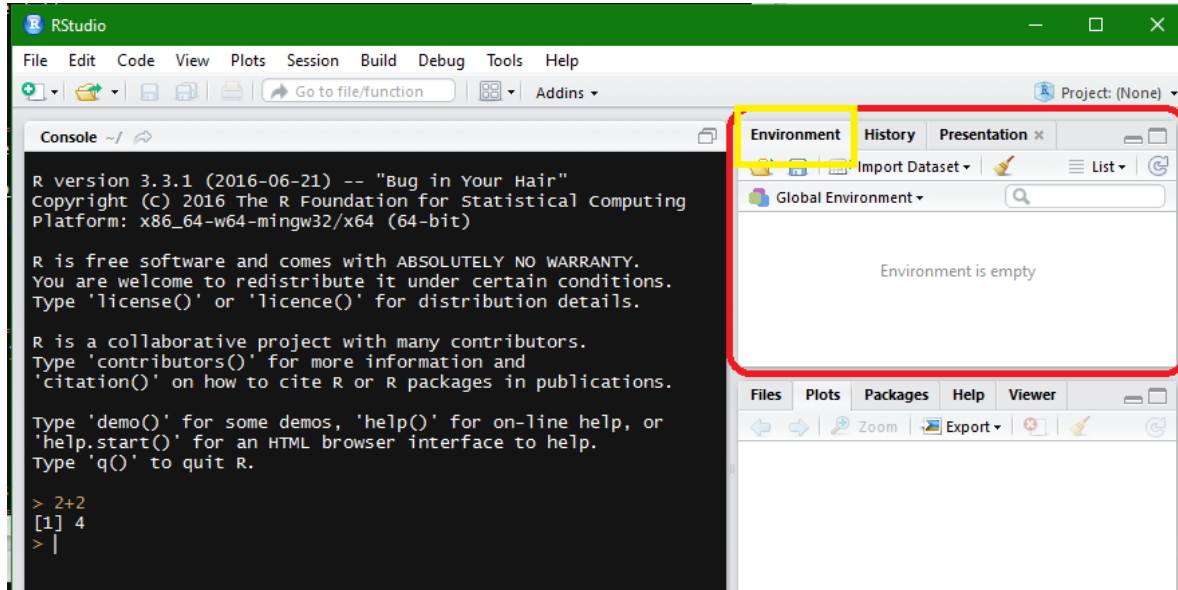 RStudio
File Edit Code View Plots Session Build Debug Tools Help
Go to file/function Addins Project: (None)
Console ~/
R version 3.3.1 (2016-06-21) -- "Bug in Your Hair"
Copyright (C) 2016 The R Foundation for Statistical Computing
Platform: x86_64-w64-mingw32/x64 (64-bit)
R is free software and comes with ABSOLUTELY NO WARRANTY.
You are welcome to redistribute it under certain conditions.
Type 'license()' or 'licence()' for distribution details.
R is a collaborative project with many contributors.
Type 'contributors()' for more information and
'citation()' on how to cite R or R packages in publications.
Type 'demo()' for some demos, 'help()' for on-line help, or
'help.start()' for an HTML browser interface to help.
Type 'q()' to quit R.
> 2+2
[1] 4
>
Environment History Presentation
Import Dataset List
Global Environment
Environment is empty
Files Plots Packages Help Viewer
Zoom Export